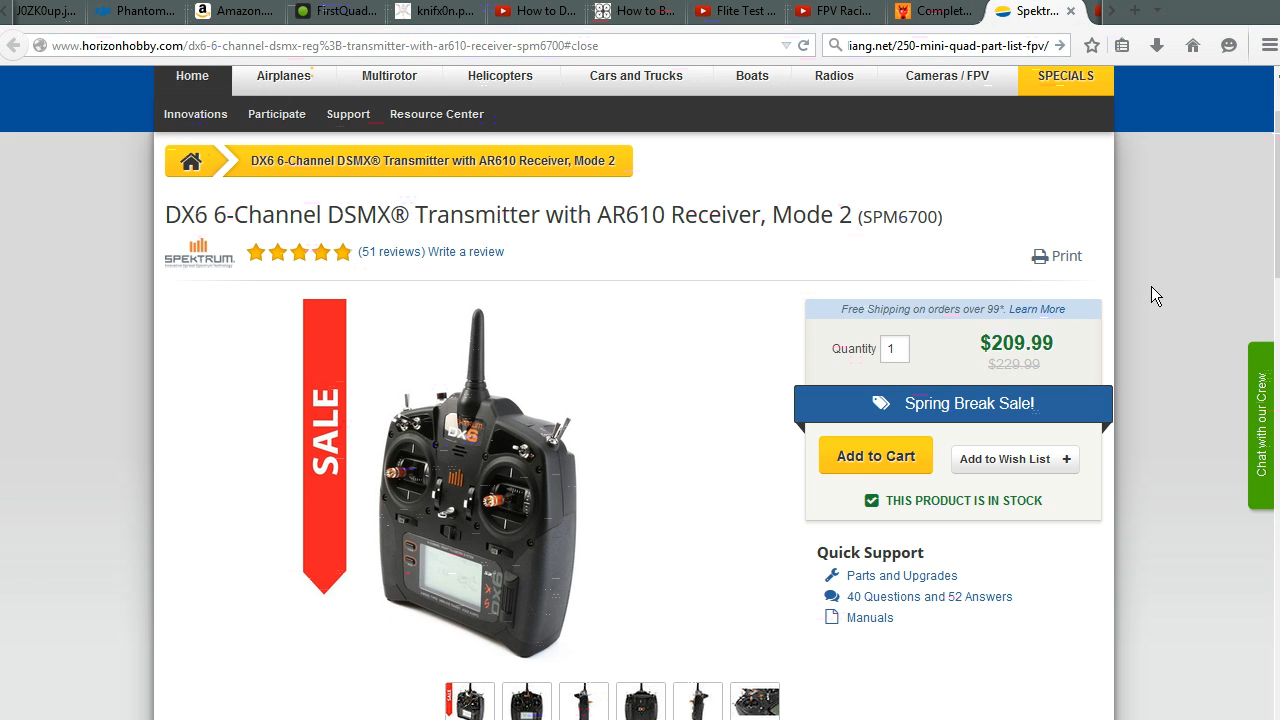 J0ZK0up.j... Phantom... Amazon.... FirstQuad... knifx0n.p... How to D... How to B... Flite Test ... FPV Raci... Complet... Spektr... ×
www.horizonhobby.com/dx6-6-channel-dsmx-reg%3B-transmitter-with-ar610-receiver-spm6700#close iang.net/250-mini-quad-part-list-fpv/
Home Airplanes Multirotor Helicopters Cars and Trucks Boats Radios Cameras / FPV SPECIALS
Innovations Participate Support Resource Center
DX6 6-Channel DSMX® Transmitter with AR610 Receiver, Mode 2
DX6 6-Channel DSMX® Transmitter with AR610 Receiver, Mode 2 (SPM6700)
SPEKTRUM (51 reviews) Write a review
Print
SALE
DX6
Free Shipping on orders over 99*. Learn More
Quantity 1 $209.99
$229.99
Spring Break Sale!
Add to Cart Add to Wish List +
THIS PRODUCT IS IN STOCK
Quick Support
Parts and Upgrades
40 Questions and 52 Answers
Manuals
Chat with our Crew
SALE